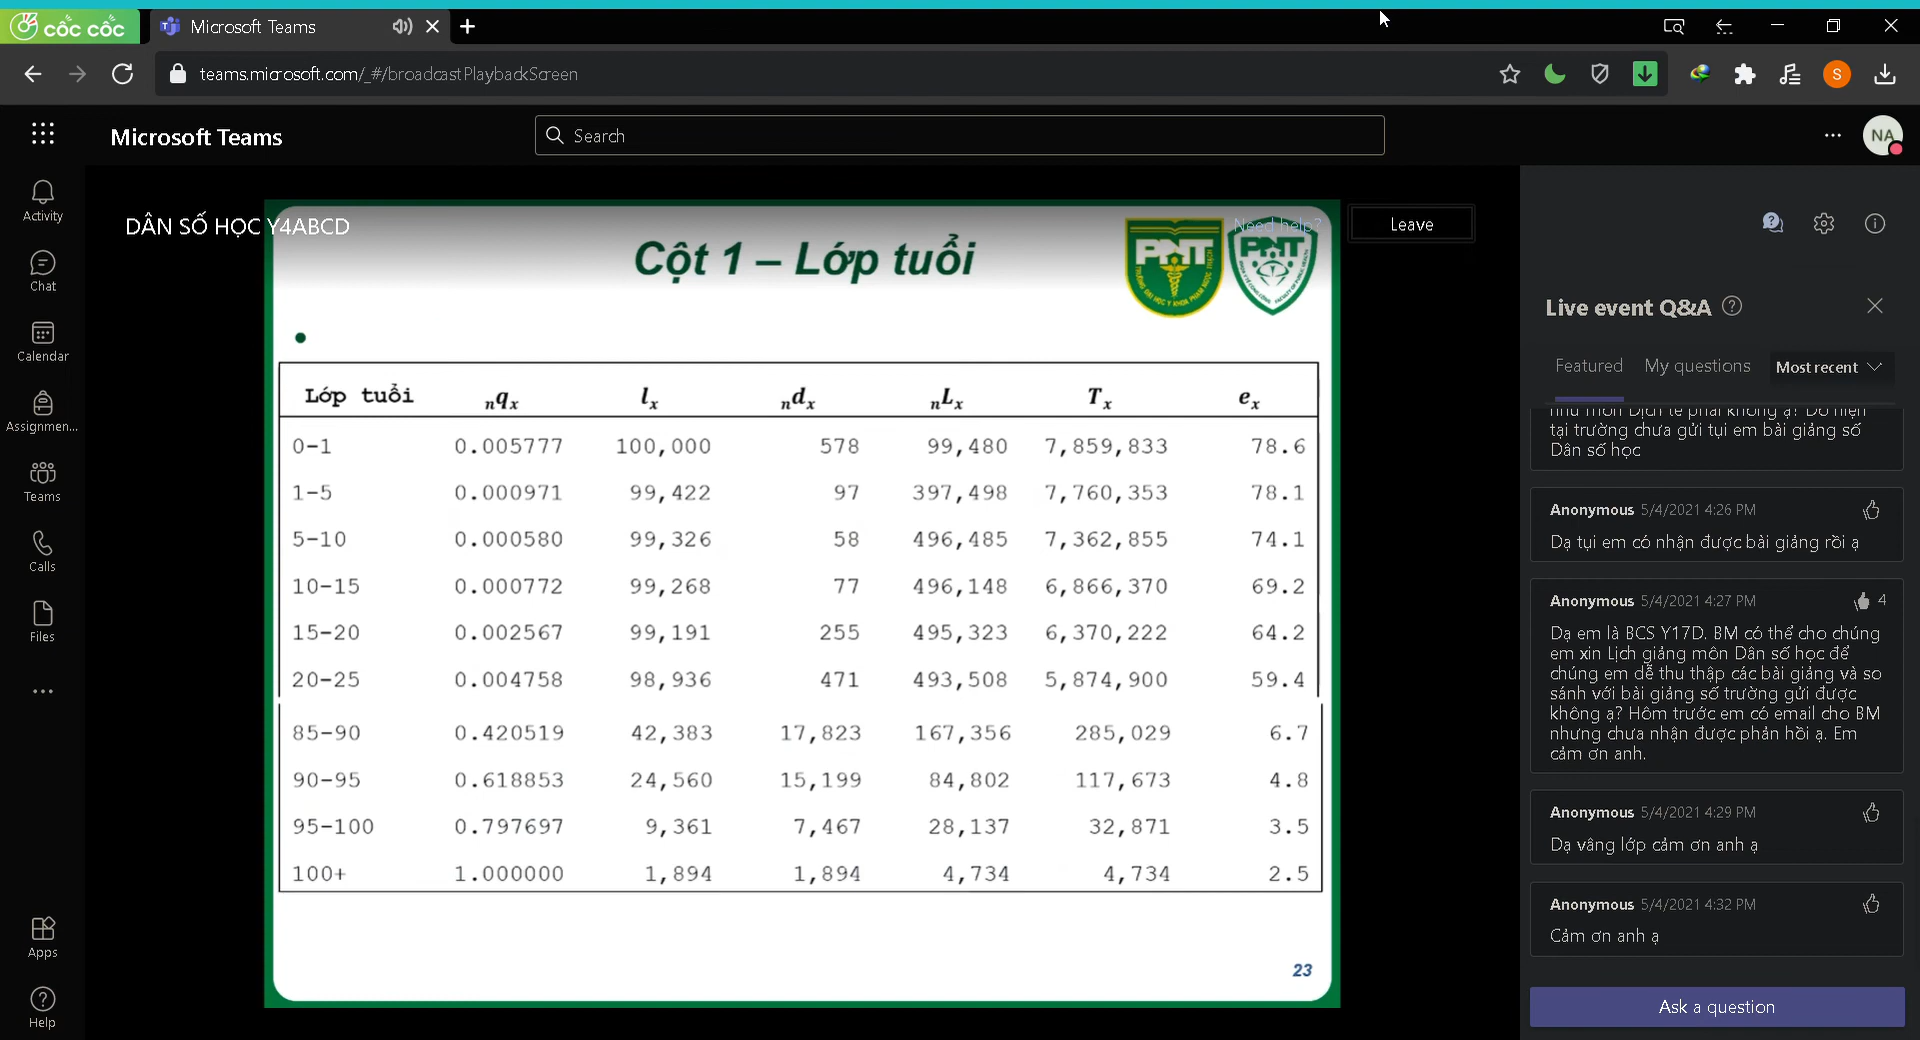 cốc cốc
Microsoft Teams
teams.microsoft.com/_#/broadcastPlaybackScreen
S
Microsoft Teams
Search
NA
Activity
Chat
Calendar
Assignmen...
Teams
Calls
Files
Apps
Help
DÂN SỐ HỌC Y4ABCD
Need help?
Leave
Cột 1 – Lớp tuổi
PNT
PNT
Lớp tuổi nqx lx ndx nLx Tx ex
0-1 0.005777 100,000 578 99,480 7,859,833 78.6
1-5 0.000971 99,422 97 397,498 7,760,353 78.1
5-10 0.000580 99,326 58 496,485 7,362,855 74.1
10-15 0.000772 99,268 77 496,148 6,866,370 69.2
15-20 0.002567 99,191 255 495,323 6,370,222 64.2
20-25 0.004758 98,936 471 493,508 5,874,900 59.4
85-90 0.420519 42,383 17,823 167,356 285,029 6.7
90-95 0.618853 24,560 15,199 84,802 117,673 4.8
95-100 0.797697 9,361 7,467 28,137 32,871 3.5
100+ 1.000000 1,894 1,894 4,734 4,734 2.5
23
Live event Q&A
Featured My questions Most recent
như môn Dịch tễ phải không ạ? Do hiện
tại trường chưa gửi tụi em bài giảng số
Dân số học
Anonymous 5/4/2021 4:26 PM
Dạ tụi em có nhận được bài giảng rồi ạ
Anonymous 5/4/2021 4:27 PM 4
Dạ em là BCS Y17D. BM có thể cho chúng
em xin Lịch giảng môn Dân số học để
chúng em dễ thu thập các bài giảng và so
sánh với bài giảng số trường gửi được
không ạ? Hôm trước em có email cho BM
nhưng chưa nhận được phản hồi ạ. Em
cảm ơn anh.
Anonymous 5/4/2021 4:29 PM
Dạ vâng lớp cảm ơn anh ạ
Anonymous 5/4/2021 4:32 PM
Cảm ơn anh ạ
Ask a question